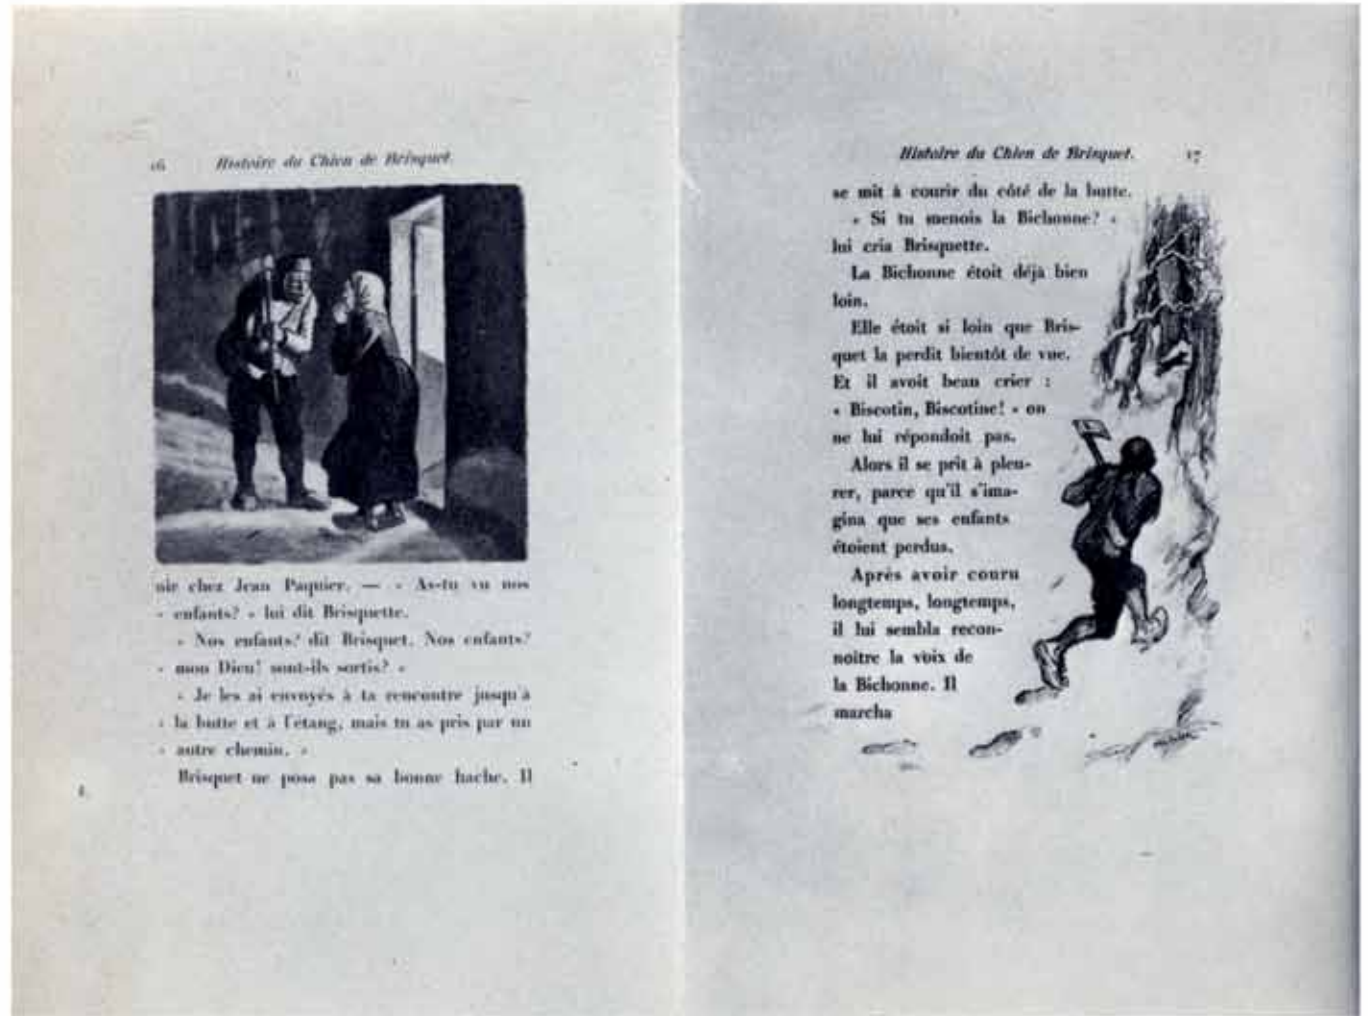 16 Histoire du Chien de Brisquet.
nir chez Jean Paquier. — « As-tu vu nos
« enfants? » lui dit Brisquette.
« Nos enfants? dit Brisquet. Nos enfants?
« mon Dieu! sont-ils sortis? »
« Je les ai envoyés à ta rencontre jusqu'à
« la butte et à l'étang, mais tu as pris par un
« autre chemin. »
Brisquet ne posa pas sa bonne hache. Il
Histoire du Chien de Brisquet. 17
se mit à courir du côté de la butte.
« Si tu menois la Bichonne? »
lui cria Brisquette.
La Bichonne étoit déjà bien
loin.
Elle étoit si loin que Bris-
quet la perdit bientôt de vue.
Et il avoit beau crier :
« Biscotin, Biscotine! » on
ne lui répondoit pas.
Alors il se prit à pleu-
rer, parce qu'il s'ima-
gina que ses enfants
étoient perdus.
Après avoir couru
longtemps, longtemps,
il lui sembla recon-
noître la voix de
la Bichonne. Il
marcha